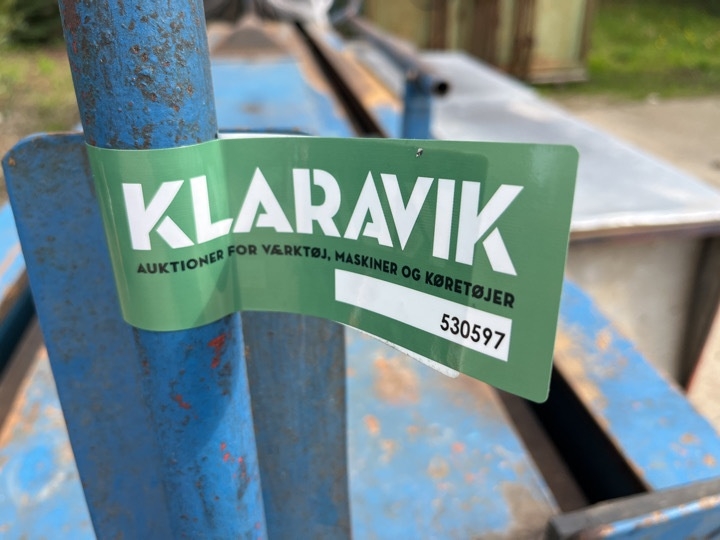 KLARAVIK
AUKTIONER FOR VÆRKTØJ, MASKINER OG KØRETØJER
530597